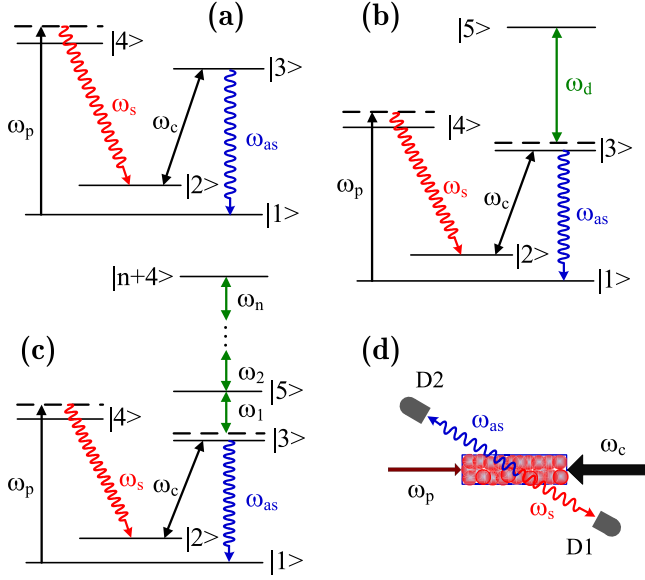 (a)
|4>
|3>
ωp
ωs
ωc
ωas
|2>
|1>
(b)
|5>
ωd
|4>
|3>
ωp
ωs
ωc
ωas
|2>
|1>
(c)
|n+4>
ωn
ω2
|5>
ω1
|4>
|3>
ωp
ωs
ωc
ωas
|2>
|1>
(d)
D2
ωas
ωc
ωp
ωs
D1